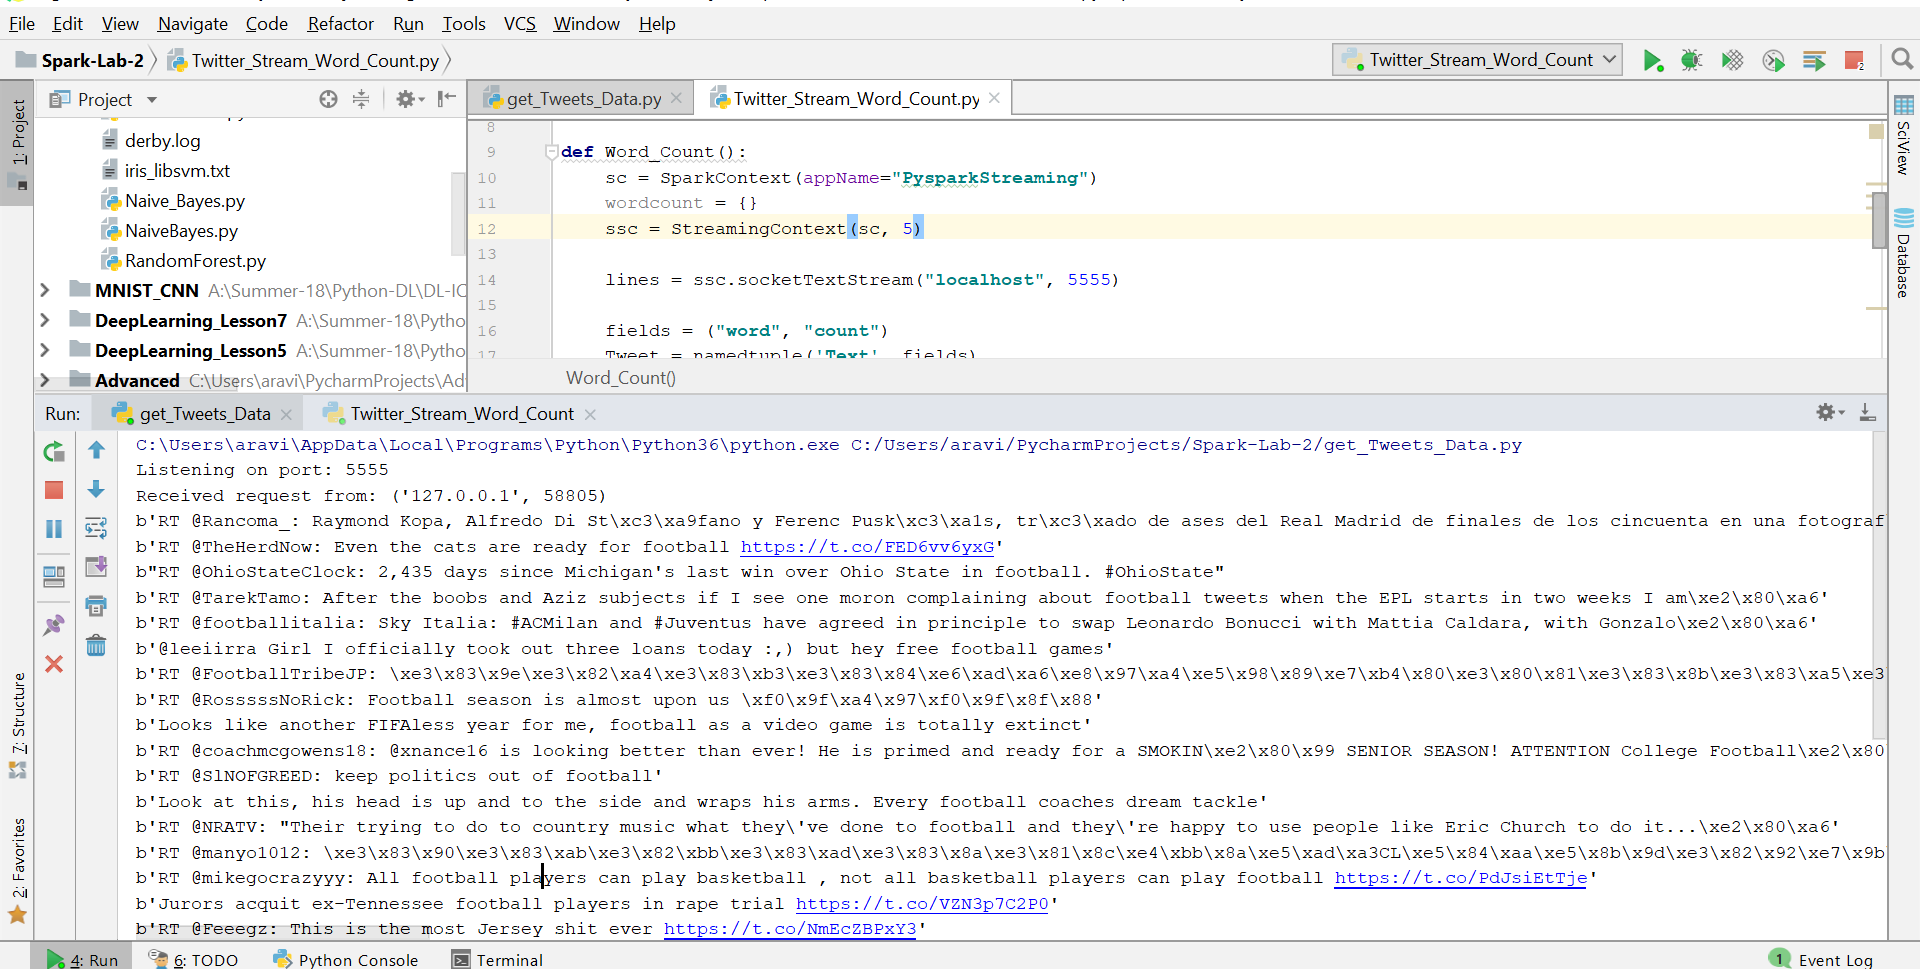 File Edit View Navigate Code Refactor Run Tools VCS Window Help
Spark-Lab-2 Twitter_Stream_Word_Count.py Twitter_Stream_Word_Count 2
1: Project
Project
derby.log
iris_libsvm.txt
Naive_Bayes.py
NaiveBayes.py
RandomForest.py
MNIST_CNN A:\Summer-18\Python-DL\DL-IC
DeepLearning_Lesson7 A:\Summer-18\Pytho
DeepLearning_Lesson5 A:\Summer-18\Pytho
Advanced C:\Users\aravi\PycharmProjects\Ad
get_Tweets_Data.py Twitter_Stream_Word_Count.py
8
9 def Word_Count():
10 sc = SparkContext(appName="PysparkStreaming")
11 wordcount = {}
12 ssc = StreamingContext(sc, 5)
13
14 lines = ssc.socketTextStream("localhost", 5555)
15
16 fields = ("word", "count")
17 Tweet = namedtuple('Text', fields)
Word_Count()
SciView
Database
Run: get_Tweets_Data Twitter_Stream_Word_Count
C:\Users\aravi\AppData\Local\Programs\Python\Python36\python.exe C:/Users/aravi/PycharmProjects/Spark-Lab-2/get_Tweets_Data.py
Listening on port: 5555
Received request from: ('127.0.0.1', 58805)
b'RT @Rancoma_: Raymond Kopa, Alfredo Di St\xc3\xa9fano y Ferenc Pusk\xc3\xa1s, tr\xc3\xado de ases del Real Madrid de finales de los cincuenta en una fotograf
b'RT @TheHerdNow: Even the cats are ready for football https://t.co/FED6vv6yxG'
b"RT @OhioStateClock: 2,435 days since Michigan's last win over Ohio State in football. #OhioState"
b'RT @TarekTamo: After the boobs and Aziz subjects if I see one moron complaining about football tweets when the EPL starts in two weeks I am\xe2\x80\xa6'
b'RT @footballitalia: Sky Italia: #ACMilan and #Juventus have agreed in principle to swap Leonardo Bonucci with Mattia Caldara, with Gonzalo\xe2\x80\xa6'
b'@leeiirra Girl I officially took out three loans today :,) but hey free football games'
b'RT @FootballTribeJP: \xe3\x83\x9e\xe3\x82\xa4\xe3\x83\xb3\xe3\x83\x84\xe6\xad\xa6\xe8\x97\xa4\xe5\x98\x89\xe7\xb4\x80\xe3\x80\x81\xe3\x83\x8b\xe3\x83\xa5\xe3
b'RT @RosssssNoRick: Football season is almost upon us \xf0\x9f\xa4\x97\xf0\x9f\x8f\x88'
b'Looks like another FIFAless year for me, football as a video game is totally extinct'
b'RT @coachmcgowens18: @xnance16 is looking better than ever! He is primed and ready for a SMOKIN\xe2\x80\x99 SENIOR SEASON! ATTENTION College Football\xe2\x80
b'RT @SlNOFGREED: keep politics out of football'
b'Look at this, his head is up and to the side and wraps his arms. Every football coaches dream tackle'
b'RT @NRATV: "Their trying to do to country music what they\'ve done to football and they\'re happy to use people like Eric Church to do it...\xe2\x80\xa6'
b'RT @manyo1012: \xe3\x83\x90\xe3\x83\xab\xe3\x82\xbb\xe3\x83\xad\xe3\x83\x8a\xe3\x81\x8c\xe4\xbb\x8a\xe5\xad\xa3CL\xe5\x84\xaa\xe5\x8b\x9d\xe3\x82\x92\xe7\x9b
b'RT @mikegocrazyyy: All football players can play basketball , not all basketball players can play football https://t.co/PdJsiEtTje'
b'Jurors acquit ex-Tennessee football players in rape trial https://t.co/VZN3p7C2P0'
b'RT @Feeegz: This is the most Jersey shit ever https://t.co/NmEcZBPxY3'
7: Structure
2: Favorites
4: Run 6: TODO Python Console Terminal 1 Event Log